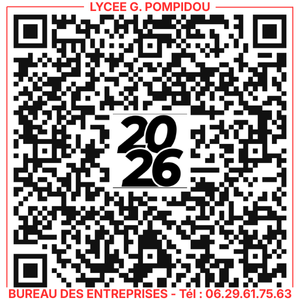 LYCEE G. POMPIDOU
20
26
BUREAU DES ENTREPRISES - Tél : 06.29.61.75.63